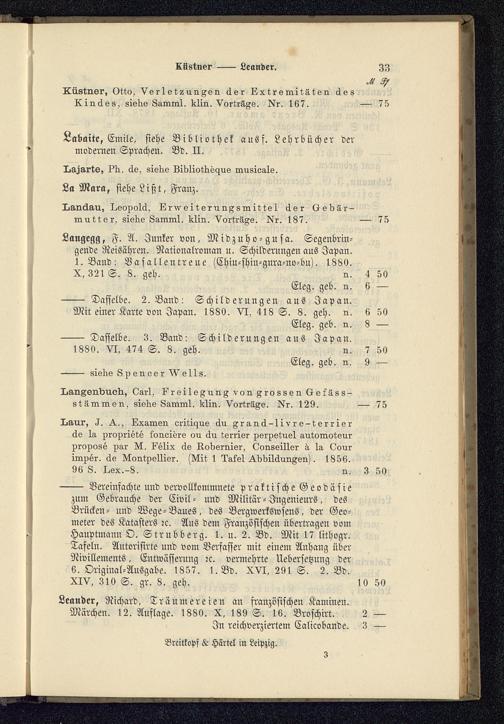 Küstner —— Leander. 33
ℳ ₰
Küstner, Otto, Verletzungen der Extremitäten des
Kindes, siehe Samml. klin. Vorträge. Nr. 167. — 75
Labaite, Emile, siehe Bibliothek ausl. Lehrbücher der
modernen Sprachen. Bd. II.
Lajarte, Ph. de, siehe Bibliothèque musicale.
La Mara, siehe Liszt, Franz.
Landau, Leopold, Erweiterungsmittel der Gebär-
mutter, siehe Samml. klin. Vorträge. Nr. 187. — 75
Langegg, F. A. Junker von, Midzuho-gusa. Segenbrin-
gende Reisähren. Nationalroman u. Schilderungen aus Japan.
1. Band: Vasallentreue (Chiu-shin-gura-no-bu). 1880.
X, 321 S. 8. geh. n. 4 50
Eleg. geb. n. 6 —
—— Dasselbe. 2. Band: Schilderungen aus Japan.
Mit einer Karte von Japan. 1880. VI, 418 S. 8. geh. n. 6 50
Eleg. geb. n. 8 —
—— Dasselbe. 3. Band: Schilderungen aus Japan.
1880. VI, 474 S. 8. geh. n. 7 50
Eleg. geb. n. 9 —
—— siehe Spencer Wells.
Langenbuch, Carl, Freilegung von grossen Gefäss-
stämmen, siehe Samml. klin. Vorträge. Nr. 129. — 75
Laur, J. A., Examen critique du grand-livre-terrier
de la propriété foncière ou du terrier perpetuel automoteur
proposé par M. Félix de Robernier, Conseiller à la Cour
impér. de Montpellier. (Mit 1 Tafel Abbildungen). 1856.
96 S. Lex.-8. n. 3 50
—— Vereinfachte und vervollkommnete praktische Geodäsie
zum Gebrauche der Civil- und Militär-Ingenieurs, des
Brücken- und Wege-Baues, des Bergwerkswesens, der Geo-
meter des Katasters ꝛc. Aus dem Französischen übertragen vom
Hauptmann O. Strubberg. 1. u. 2. Bd. Mit 17 lithogr.
Tafeln. Autorisirte und vom Verfasser mit einem Anhang über
Nivillements, Entwässerung ꝛc. vermehrte Uebersetzung der
6. Original-Ausgabe. 1857. 1. Bd. XVI, 291 S. 2. Bd.
XIV, 310 S. gr. 8. geh. 10 50
Leander, Richard, Träumereien an französischen Kaminen.
Märchen. 12. Auflage. 1880. X, 189 S. 16. Broschirt. 2 —
In reichverziertem Calicobande. 3 —
Breitkopf & Härtel in Leipzig.
3